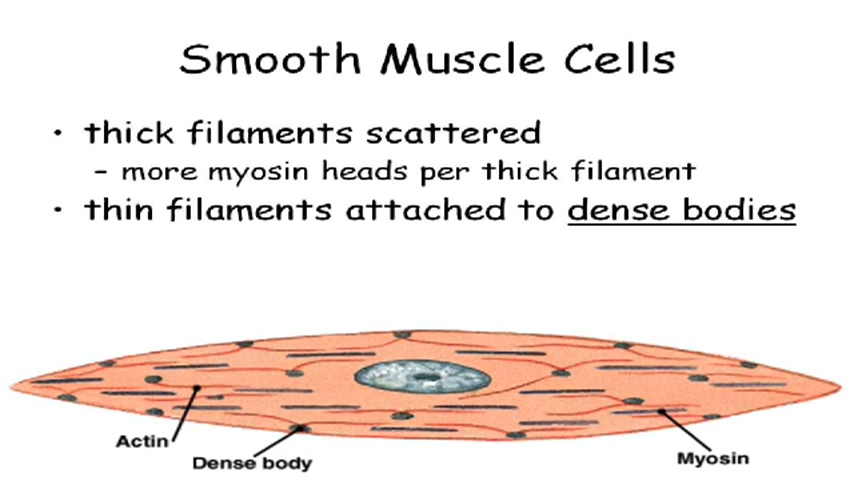 Smooth Muscle Cells
• thick filaments scattered
– more myosin heads per thick filament
• thin filaments attached to dense bodies
Actin
Dense body
Myosin